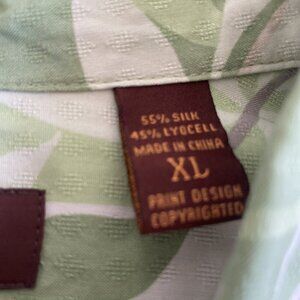 55% SILK
45% LYOCELL
MADE IN CHINA
XL
PRINT DESIGN
COPYRIGHTED